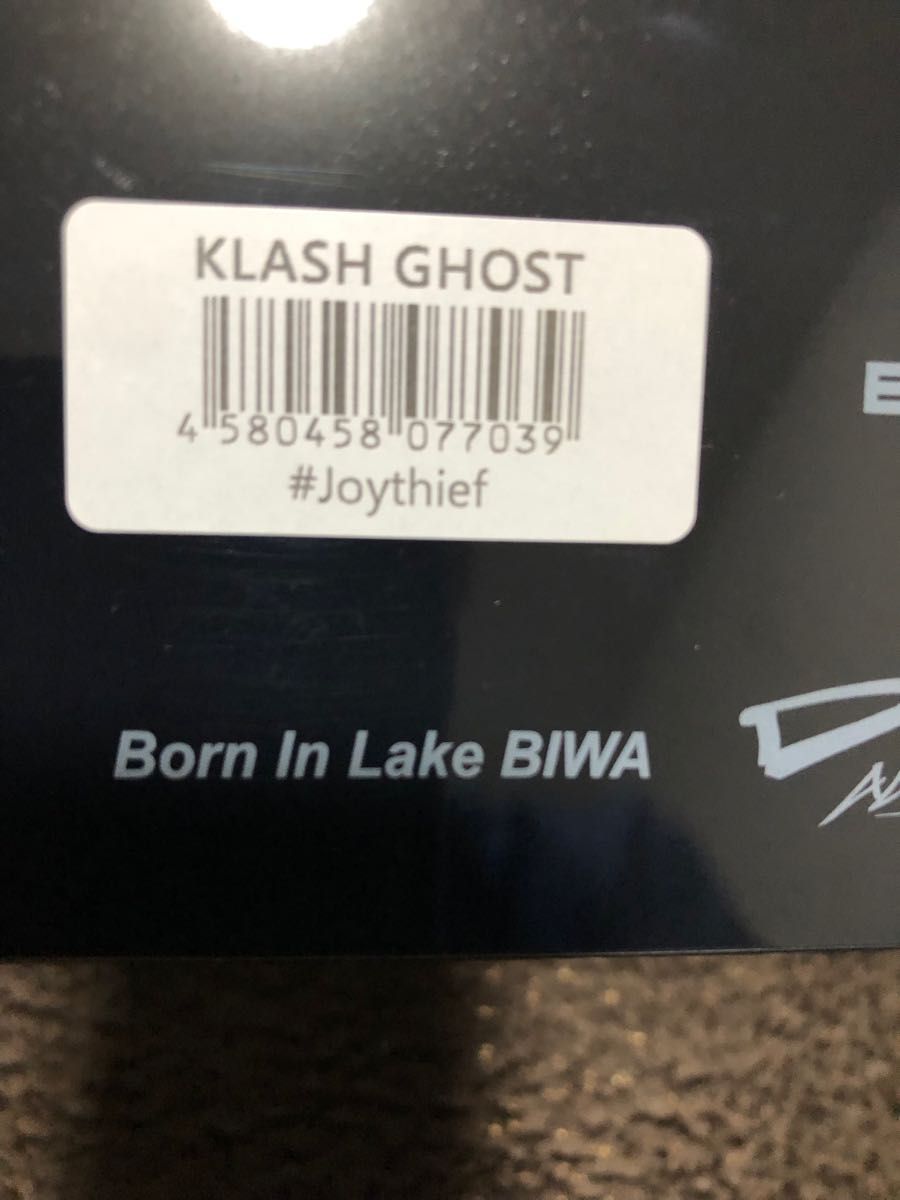 KLASH GHOST
4 580458 077039
#Joythief
Born In Lake BIWA